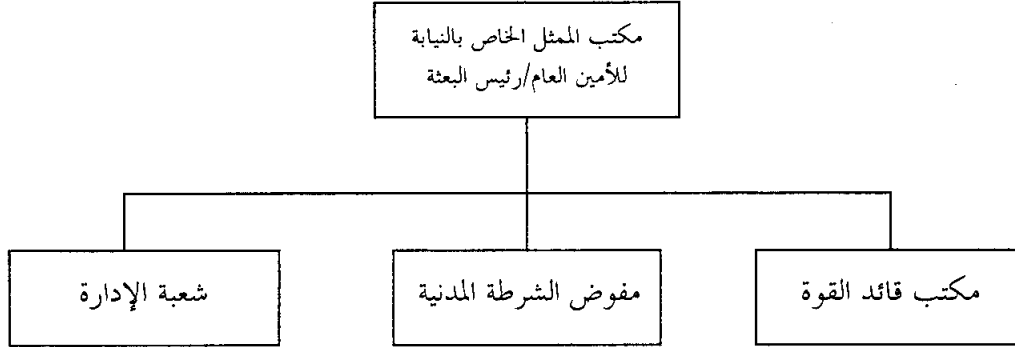 مكتب الممثل الخاص بالنيابة
للأمين العام/رئيس البعثة
مكتب قائد القوة
مفوض الشرطة المدنية
شعبة الإدارة